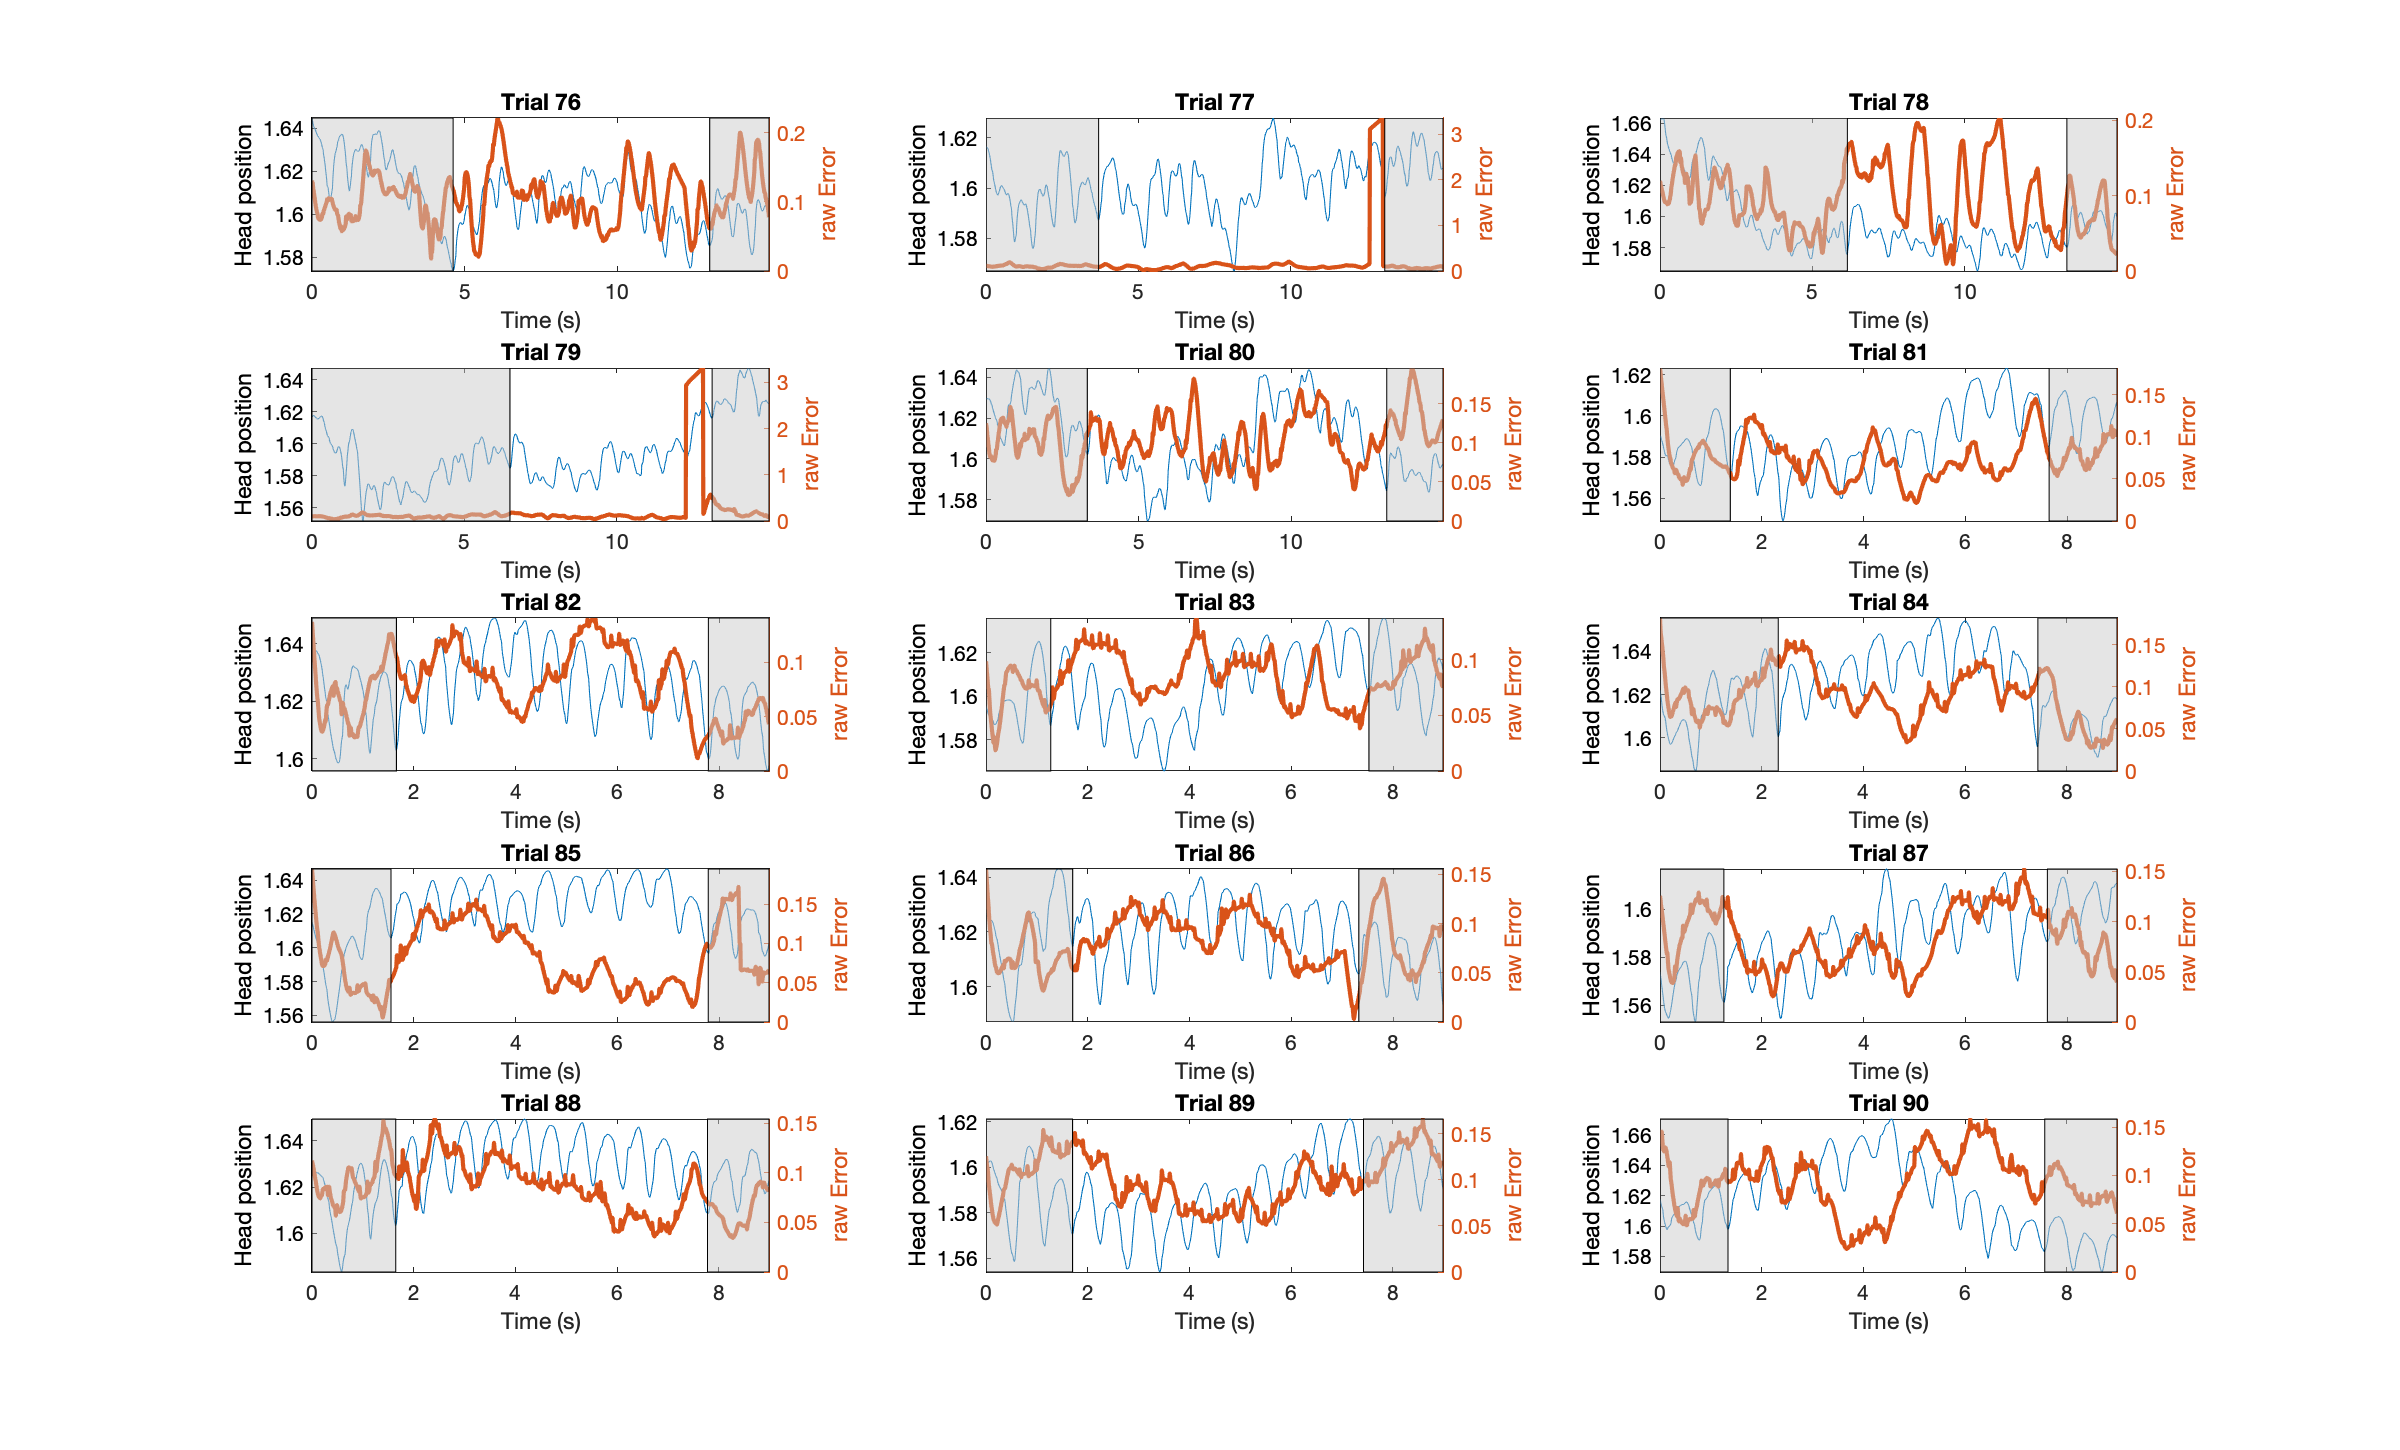 Trial 76
Head position
1.64
1.62
1.6
1.58
0.2
0.1
0
raw Error
0 5 10
Time (s)
Trial 77
Head position
1.62
1.6
1.58
3
2
1
0
raw Error
0 5 10
Time (s)
Trial 78
Head position
1.66
1.64
1.62
1.6
1.58
0.2
0.1
0
raw Error
0 5 10
Time (s)
Trial 79
Head position
1.64
1.62
1.6
1.58
1.56
3
2
1
0
raw Error
0 5 10
Time (s)
Trial 80
Head position
1.64
1.62
1.6
1.58
0.15
0.1
0.05
0
raw Error
0 5 10
Time (s)
Trial 81
Head position
1.62
1.6
1.58
1.56
0.15
0.1
0.05
0
raw Error
0 2 4 6 8
Time (s)
Trial 82
Head position
1.64
1.62
1.6
0.1
0.05
0
raw Error
0 2 4 6 8
Time (s)
Trial 83
Head position
1.62
1.6
1.58
0.1
0.05
0
raw Error
0 2 4 6 8
Time (s)
Trial 84
Head position
1.64
1.62
1.6
0.15
0.1
0.05
0
raw Error
0 2 4 6 8
Time (s)
Trial 85
Head position
1.64
1.62
1.6
1.58
1.56
0.15
0.1
0.05
0
raw Error
0 2 4 6 8
Time (s)
Trial 86
Head position
1.64
1.62
1.6
0.15
0.1
0.05
0
raw Error
0 2 4 6 8
Time (s)
Trial 87
Head position
1.6
1.58
1.56
0.15
0.1
0.05
0
raw Error
0 2 4 6 8
Time (s)
Trial 88
Head position
1.64
1.62
1.6
0.15
0.1
0.05
0
raw Error
0 2 4 6 8
Time (s)
Trial 89
Head position
1.62
1.6
1.58
1.56
0.15
0.1
0.05
0
raw Error
0 2 4 6 8
Time (s)
Trial 90
Head position
1.66
1.64
1.62
1.6
1.58
0.15
0.1
0.05
0
raw Error
0 2 4 6 8
Time (s)